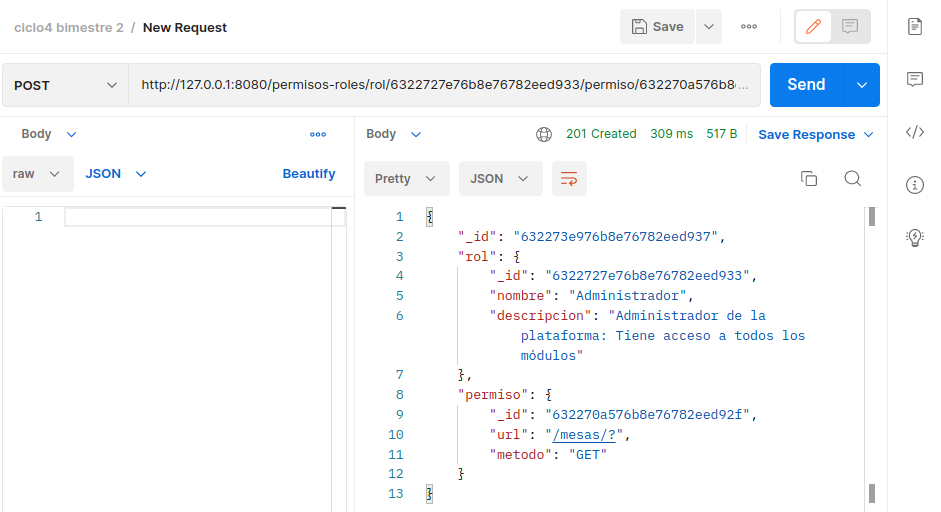 ciclo4 bimestre 2 / New Request
Save
POST
http://127.0.0.1:8080/permisos-roles/rol/6322727e76b8e76782eed933/permiso/632270a576b8...
Send
Body
Body
201 Created 309 ms 517 B Save Response
raw JSON Beautify
Pretty JSON
1
1 {
2 "_id": "632273e976b8e76782eed937",
3 "rol": {
4 "_id": "6322727e76b8e76782eed933",
5 "nombre": "Administrador",
6 "descripcion": "Administrador de la
plataforma: Tiene acceso a todos los
módulos"
7 },
8 "permiso": {
9 "_id": "632270a576b8e76782eed92f",
10 "url": "/mesas/?",
11 "metodo": "GET"
12 }
13 }